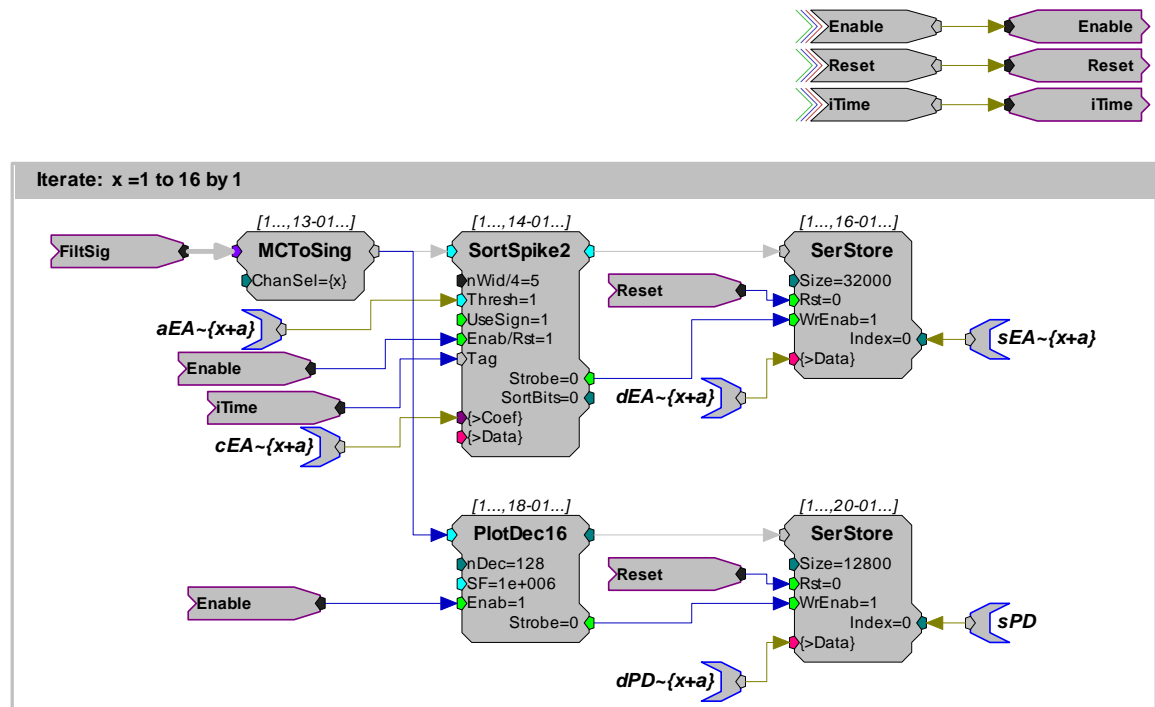 Enable Enable
Reset Reset
iTime iTime
Iterate: x =1 to 16 by 1
[1...,13-01...] [1...,14-01...] [1...,16-01...]
FiltSig MCToSing SortSpike2 SerStore
ChanSel={x} nWid/4=5 Size=32000
Reset
Thresh=1 Rst=0
aEA~{x+a} UseSign=1 WrEnab=1
Enab/Rst=1 Index=0 sEA~{x+a}
Enable Tag {>Data}
Strobe=0
dEA~{x+a}
SortBits=0
iTime
{>Coef}
cEA~{x+a} {>Data}
[1...,18-01...] [1...,20-01...]
PlotDec16 SerStore
nDec=128 Size=12800
Reset
SF=1e+006 Rst=0
Enable Enab=1 WrEnab=1
Strobe=0 Index=0 sPD
{>Data}
dPD~{x+a}